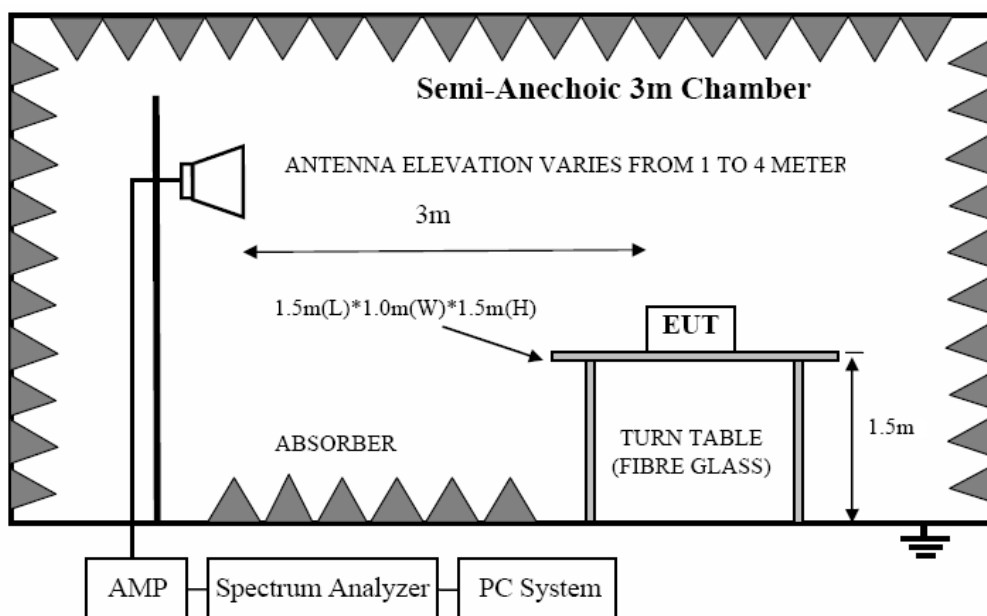 Semi-Anechoic 3m Chamber
ANTENNA ELEVATION VARIES FROM 1 TO 4 METER
3m
1.5m(L)*1.0m(W)*1.5m(H)
EUT
ABSORBER
TURN TABLE
(FIBRE GLASS)
1.5m
AMP
Spectrum Analyzer
PC System